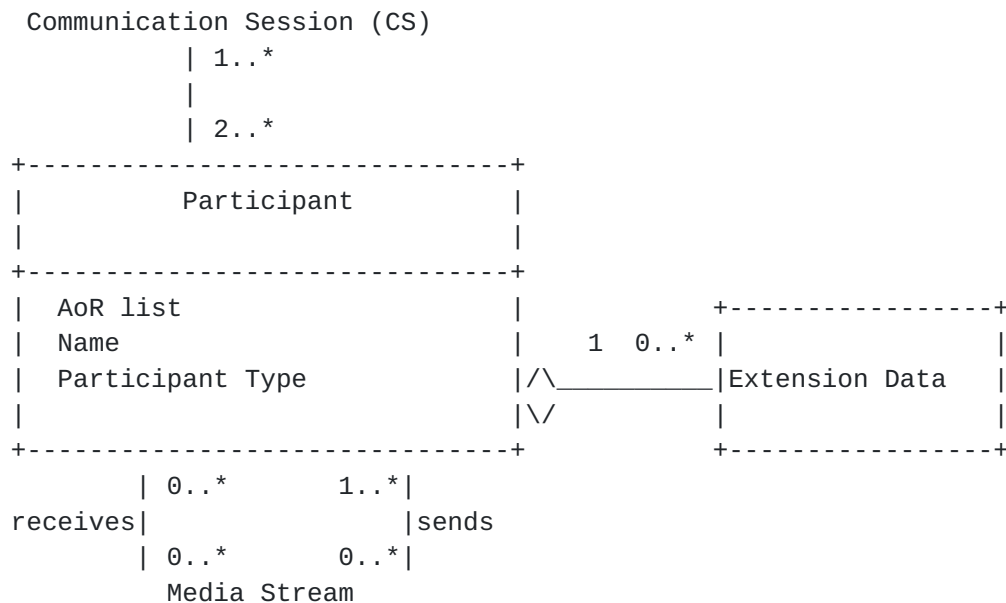 Communication Session (CS)
| 1..*
|
| 2..*
+-------------------------------+
| Participant |
| |
+-------------------------------+
| AoR list | +-----------------+
| Name | 1 0..* | |
| Participant Type |/\__________|Extension Data |
| |\/ | |
+-------------------------------+ +-----------------+
| 0..* 1..*|
receives| |sends
| 0..* 0..*|
Media Stream